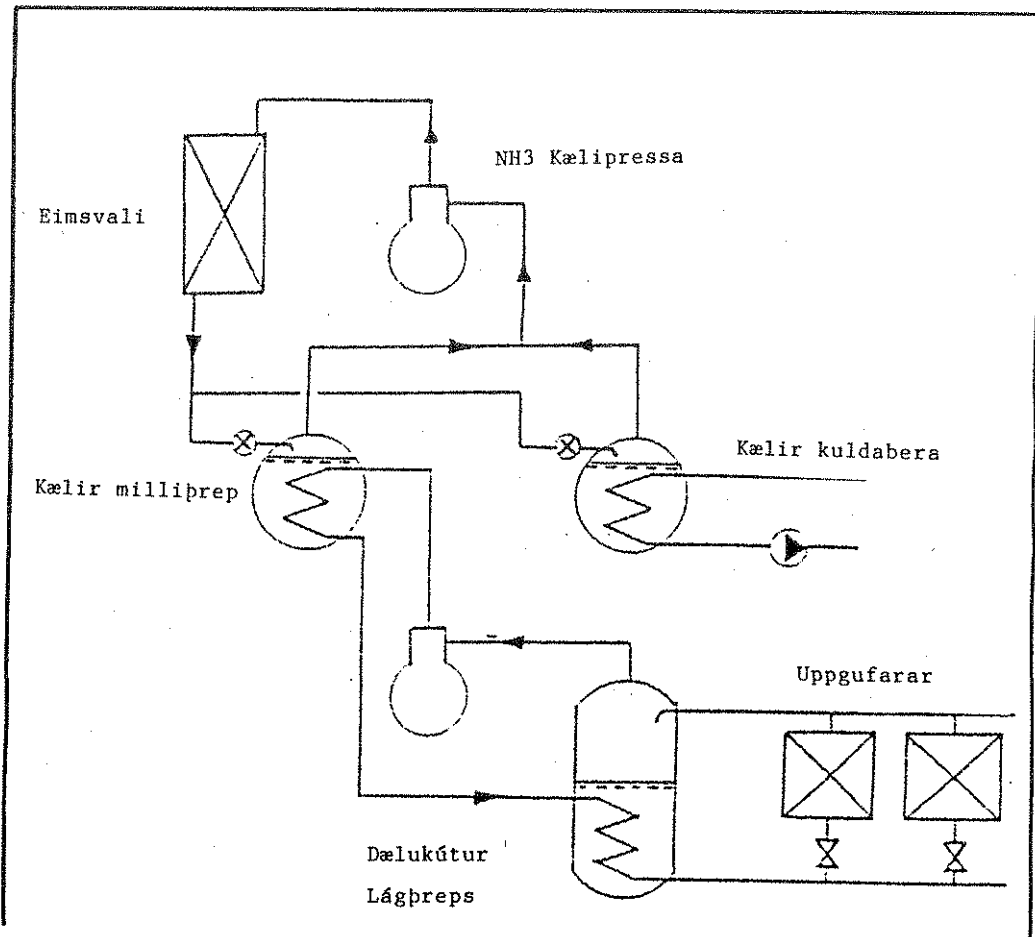 NH3 Kælipressa
Eimsvali
Kælir kuldabera
Kælir milliþrep
Uppgufarar
Dælukútur
Lágþreps